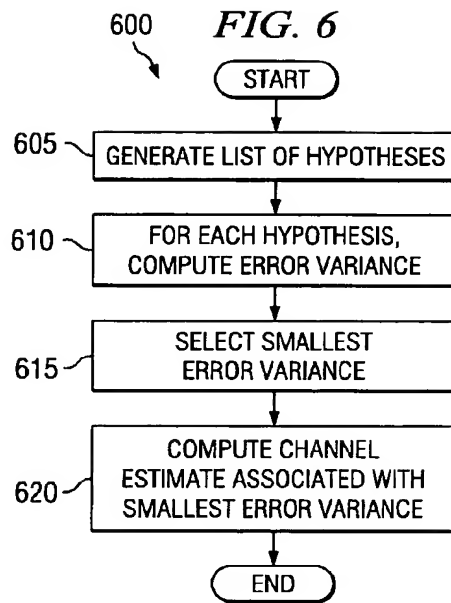 600 FIG. 6
START
605 GENERATE LIST OF HYPOTHESES
610 FOR EACH HYPOTHESIS,
COMPUTE ERROR VARIANCE
615 SELECT SMALLEST
ERROR VARIANCE
620 COMPUTE CHANNEL
ESTIMATE ASSOCIATED WITH
SMALLEST ERROR VARIANCE
END